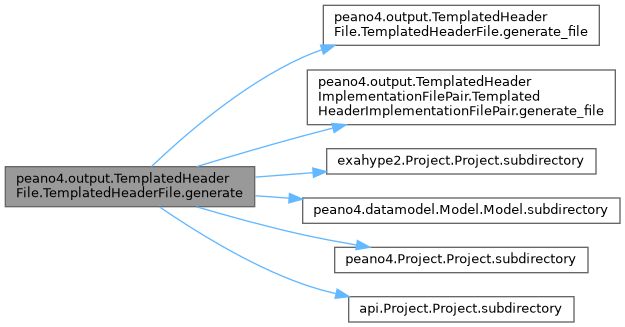 peano4.output.TemplatedHeader
File.TemplatedHeaderFile.generate
peano4.output.TemplatedHeader
File.TemplatedHeaderFile.generate_file
peano4.output.TemplatedHeader
ImplementationFilePair.Templated
HeaderImplementationFilePair.generate_file
exahype2.Project.Project.subdirectory
peano4.datamodel.Model.Model.subdirectory
peano4.Project.Project.subdirectory
api.Project.Project.subdirectory